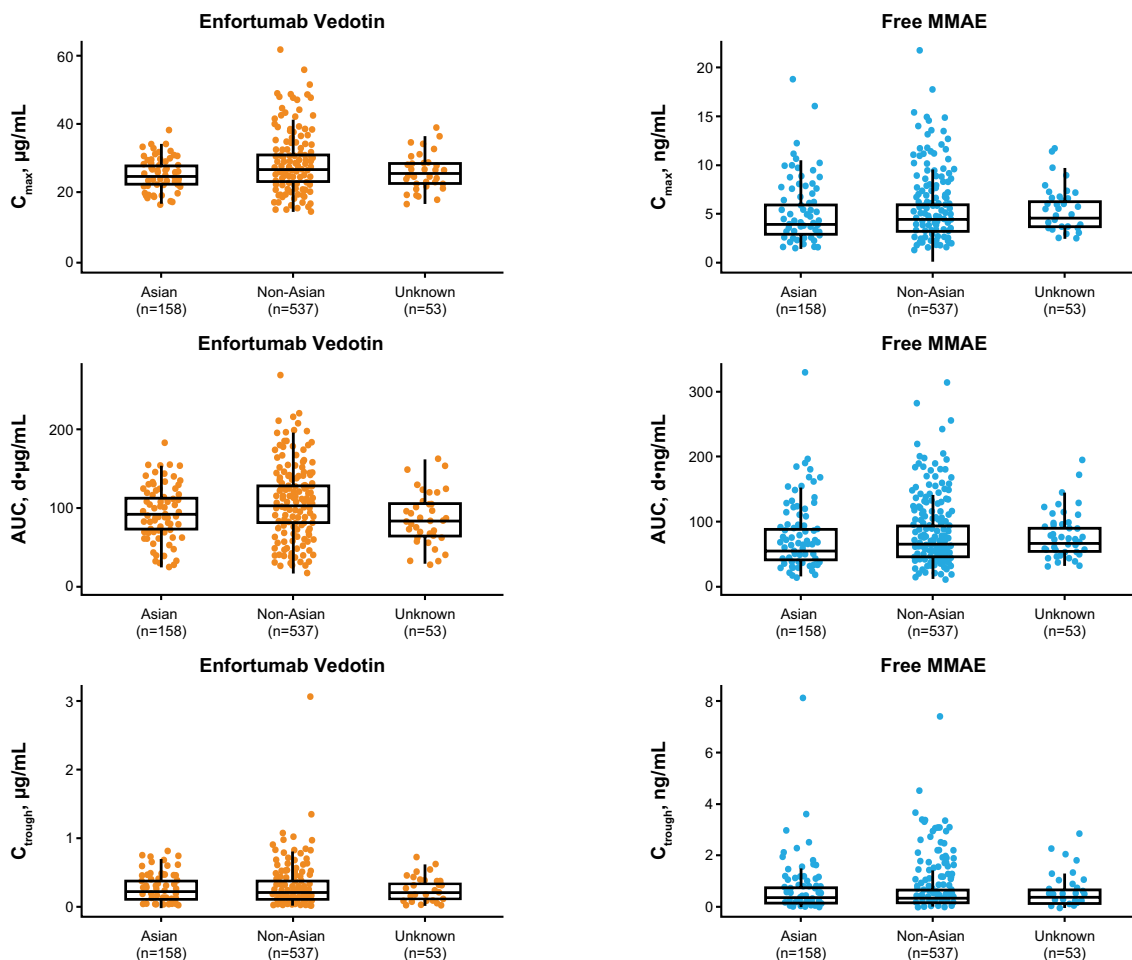 Enfortumab Vedotin
Free MMAE
Cmax, µg/mL
60
40
20
0
Asian
(n=158)
Non-Asian
(n=537)
Unknown
(n=53)
Cmax, ng/mL
20
15
10
5
0
Asian
(n=158)
Non-Asian
(n=537)
Unknown
(n=53)
Enfortumab Vedotin
Free MMAE
AUC, d•µg/mL
200
100
0
Asian
(n=158)
Non-Asian
(n=537)
Unknown
(n=53)
AUC, d•ng/mL
300
200
100
0
Asian
(n=158)
Non-Asian
(n=537)
Unknown
(n=53)
Enfortumab Vedotin
Free MMAE
Ctrough, µg/mL
3
2
1
0
Asian
(n=158)
Non-Asian
(n=537)
Unknown
(n=53)
Ctrough, ng/mL
8
6
4
2
0
Asian
(n=158)
Non-Asian
(n=537)
Unknown
(n=53)